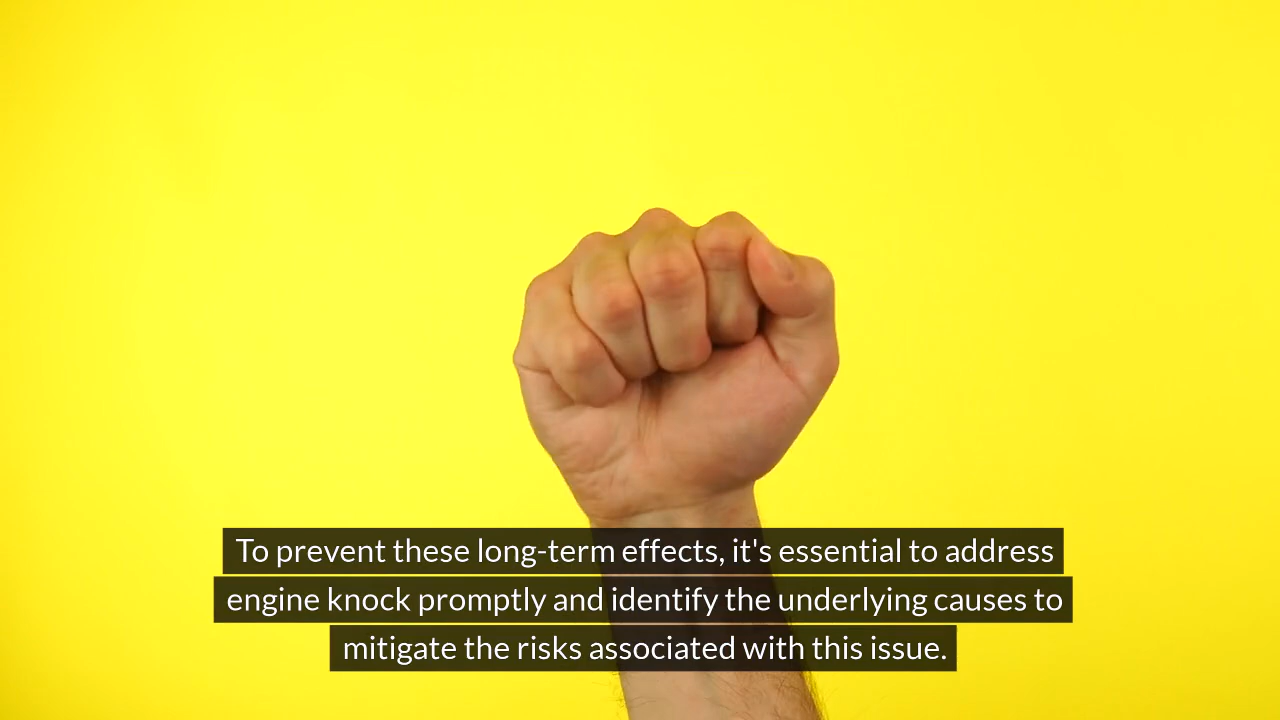 To prevent these long-term effects, it's essential to address
engine knock promptly and identify the underlying causes to
mitigate the risks associated with this issue.